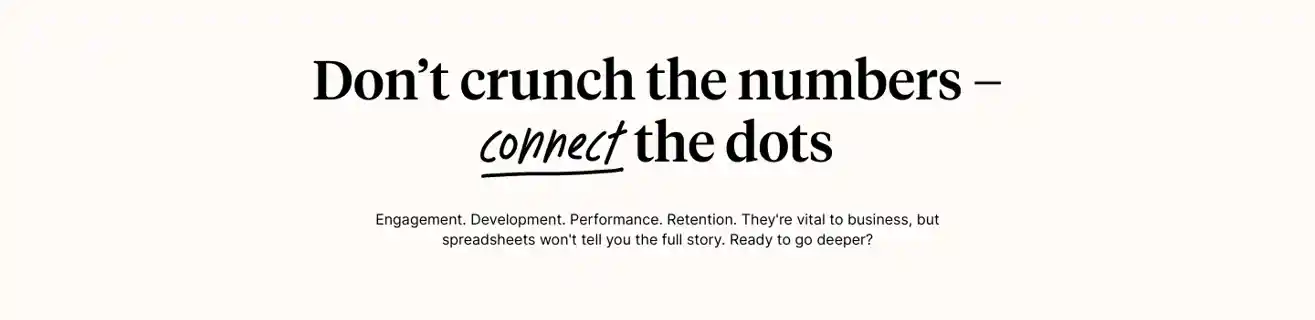 Don’t crunch the numbers –
connect the dots
Engagement. Development. Performance. Retention. They're vital to business, but
spreadsheets won't tell you the full story. Ready to go deeper?